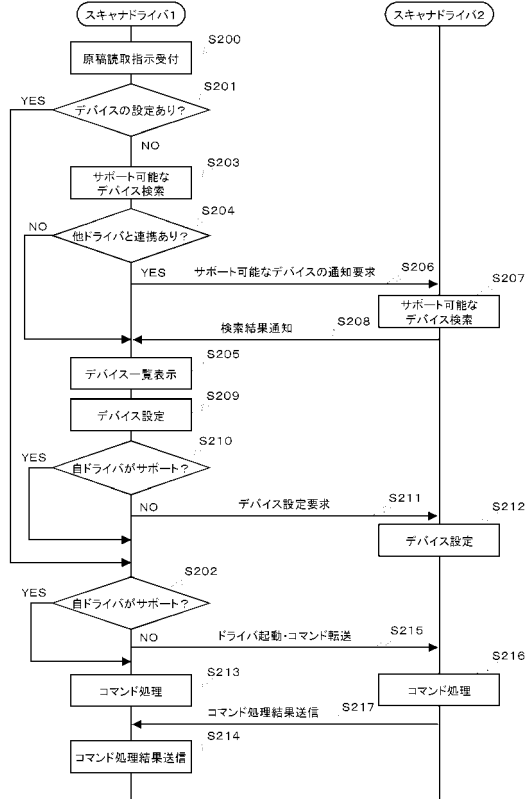 スキャナドライバ1
スキャナドライバ2
S200
原稿読取指示受付
S201
YES
デバイスの設定あり?
NO
S203
サポート可能な
デバイス検索
S204
NO
他ドライバと連携あり?
YES
サポート可能なデバイスの通知要求
S206
S207
サポート可能な
デバイス検索
検索結果通知
S208
S205
デバイス一覧表示
S209
デバイス設定
S210
YES
自ドライバがサポート?
NO
デバイス設定要求
S211
S212
デバイス設定
S202
YES
自ドライバがサポート?
NO
ドライバ起動・コマンド転送
S215
S213
コマンド処理
S216
コマンド処理
コマンド処理結果送信
S217
S214
コマンド処理結果送信